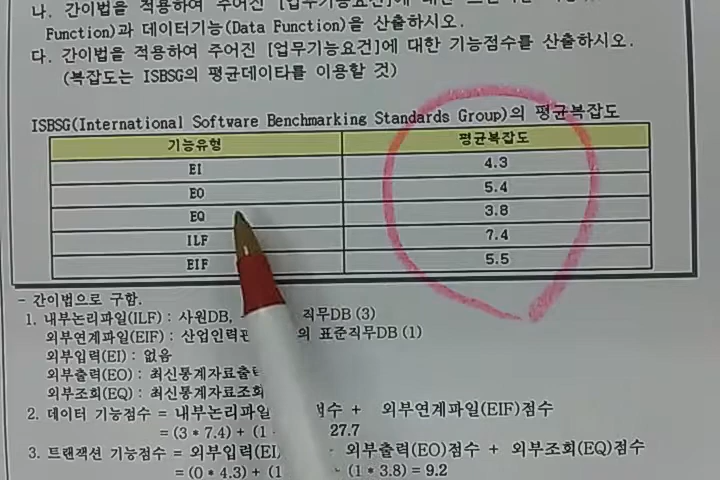 나. 간이법을 적용하여 주어진 [업무기능요건]에 대한
Function)과 데이터기능(Data Function)을 산출하시오.
다. 간이법을 적용하여 주어진 [업무기능요건]에 대한 기능점수를 산출하시오.
(복잡도는 ISBSG의 평균데이타를 이용할 것)
ISBSG(International Software Benchmarking Standards Group)의 평균복잡도
기능유형 평균복잡도
EI 4.3
EO 5.4
EQ 3.8
ILF 7.4
EIF 5.5
- 간이법으로 구함.
1. 내부논리파일(ILF) : 사원DB, 직무DB (3)
외부연계파일(EIF) : 산업인력 의 표준직무DB (1)
외부입력(EI) : 없음
외부출력(EO) : 최신통계자료출
외부조회(EQ) : 최신통계자료조회
2. 데이터 기능점수 = 내부논리파일 점수 + 외부연계파일(EIF)점수
= (3 * 7.4) + (1 27.7
3. 트랜잭션 기능점수 = 외부입력(EI 외부출력(EO)점수 + 외부조회(EQ)점수
= (0 * 4.3) + (1 + (1 * 3.8) = 9.2